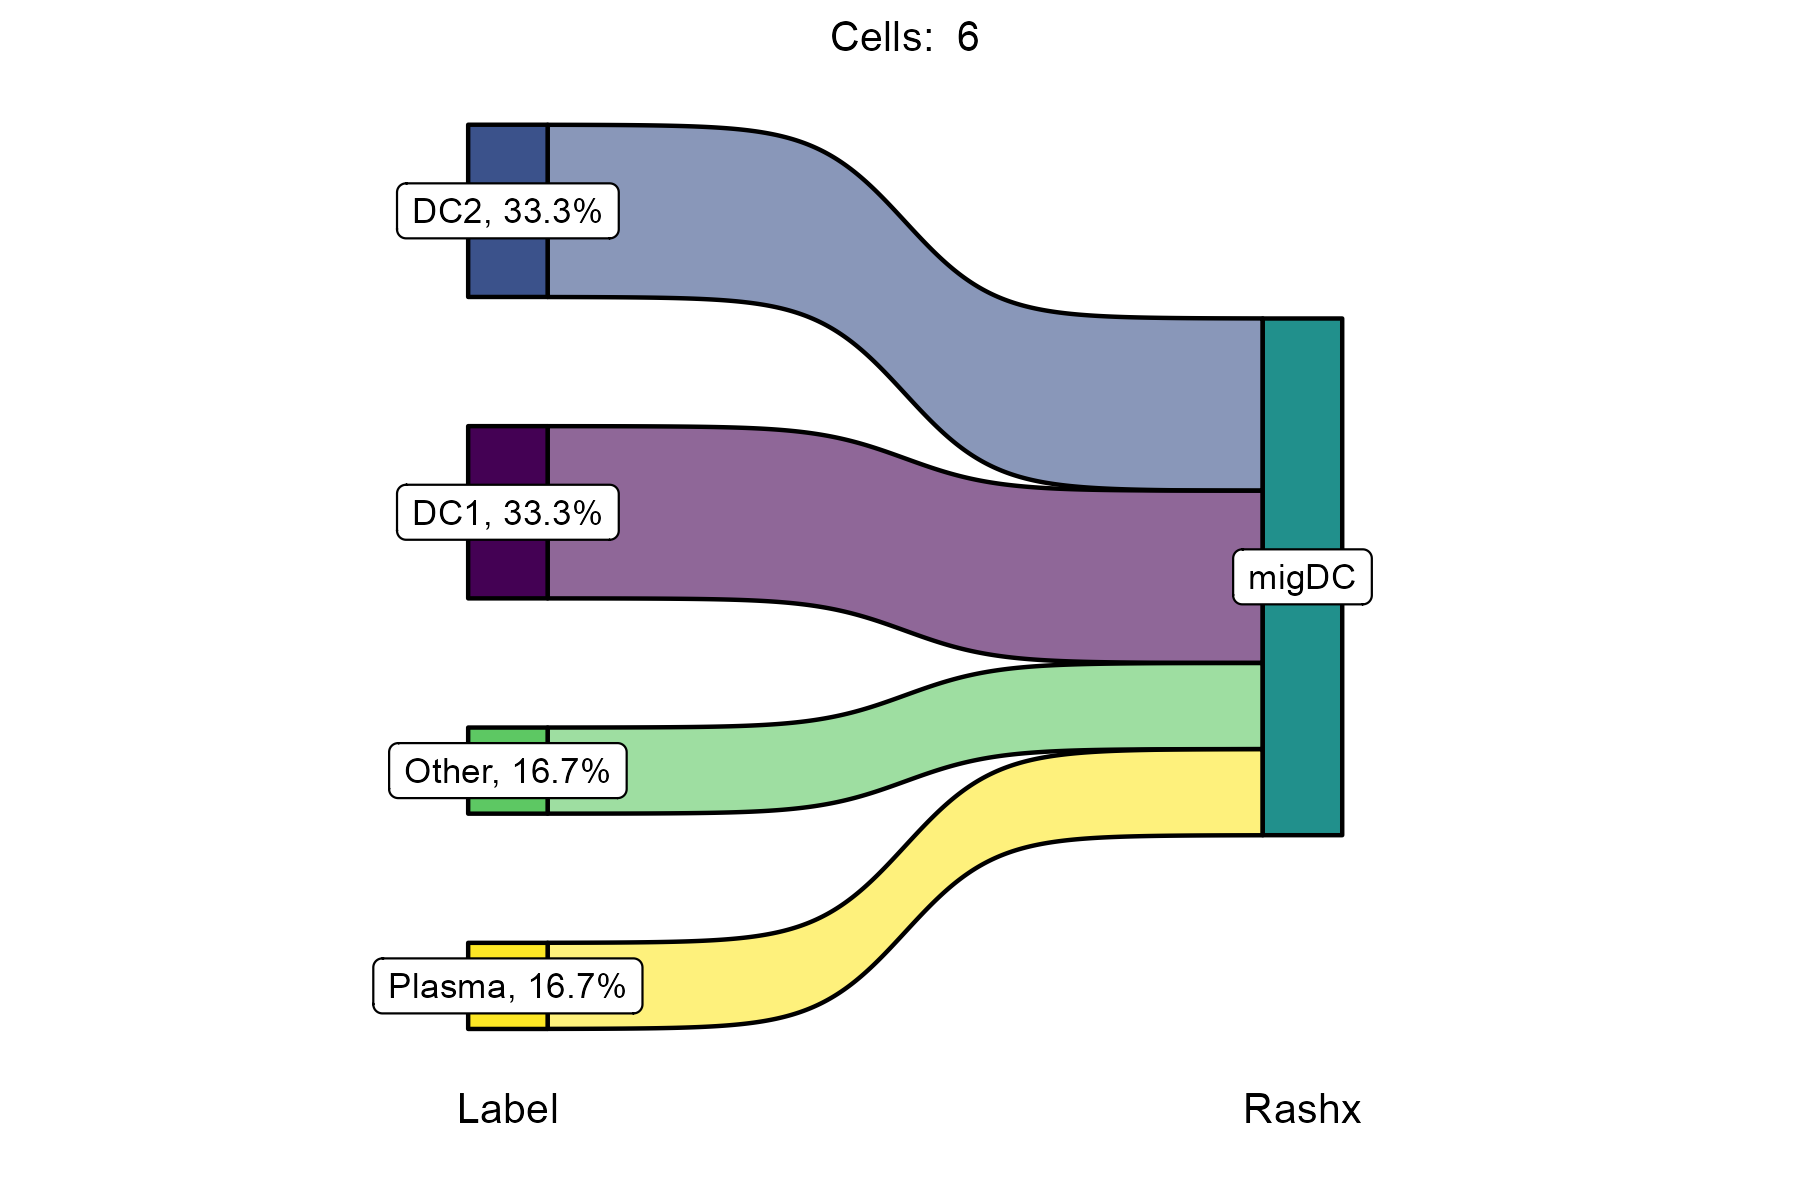 Cells:  6
DC2, 33.3%
DC1, 33.3%
migDC
Other, 16.7%
Plasma, 16.7%
Label
Rashx